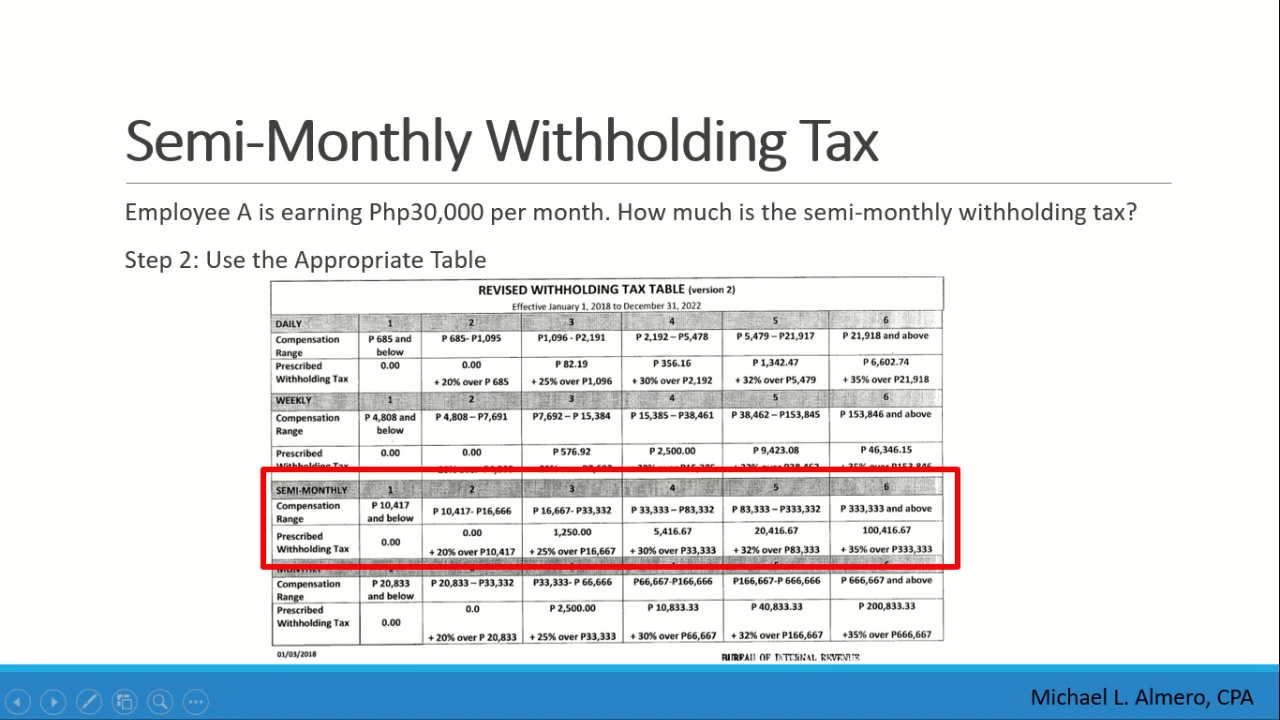 Semi-Monthly Withholding Tax
Employee A is earning Php30,000 per month. How much is the semi-monthly withholding tax?
Step 2: Use the Appropriate Table
REVISED WITHHOLDING TAX TABLE (version 2)
Effective January 1, 2018 to December 31, 2022
DAILY 1 2 3 4 5 6
Compensation Range P 685 and below P 685- P1,095 P1,096 - P2,191 P 2,192 – P5,478 P 5,479 – P21,917 P 21,918 and above
Prescribed Withholding Tax 0.00 0.00 + 20% over P 685 P 82.19 + 25% over P1,096 P 356.16 + 30% over P2,192 P 1,342.47 + 32% over P5,479 P 6,602.74 + 35% over P21,918
WEEKLY 1 2 3 4 5 6
Compensation Range P 4,808 and below P 4,808 – P7,691 P7,692 – P 15,384 P 15,385 – P38,461 P 38,462 – P153,845 P 153,846 and above
Prescribed Withholding Tax 0.00 0.00 P 576.92 P 2,500.00 P 9,423.08 P 46,346.15
SEMI-MONTHLY 1 2 3 4 5 6
Compensation Range P 10,417 and below P 10,417- P16,666 P 16,667- P33,332 P 33,333 – P83,332 P 83,333 – P333,332 P 333,333 and above
Prescribed Withholding Tax 0.00 0.00 + 20% over P10,417 1,250.00 + 25% over P16,667 5,416.67 + 30% over P33,333 20,416.67 + 32% over P83,333 100,416.67 + 35% over P333,333
MONTHLY
Compensation Range P 20,833 and below P 20,833 – P33,332 P33,333- P 66,666 P66,667-P166,666 P166,667-P 666,666 P 666,667 and above
Prescribed Withholding Tax 0.00 0.0 + 20% over P 20,833 P 2,500.00 + 25% over P33,333 P 10,833.33 + 30% over P66,667 P 40,833.33 + 32% over P166,667 P 200,833.33 +35% over P666,667
01/03/2018 BUREAU OF INTERNAL REVENUE
Michael L. Almero, CPA